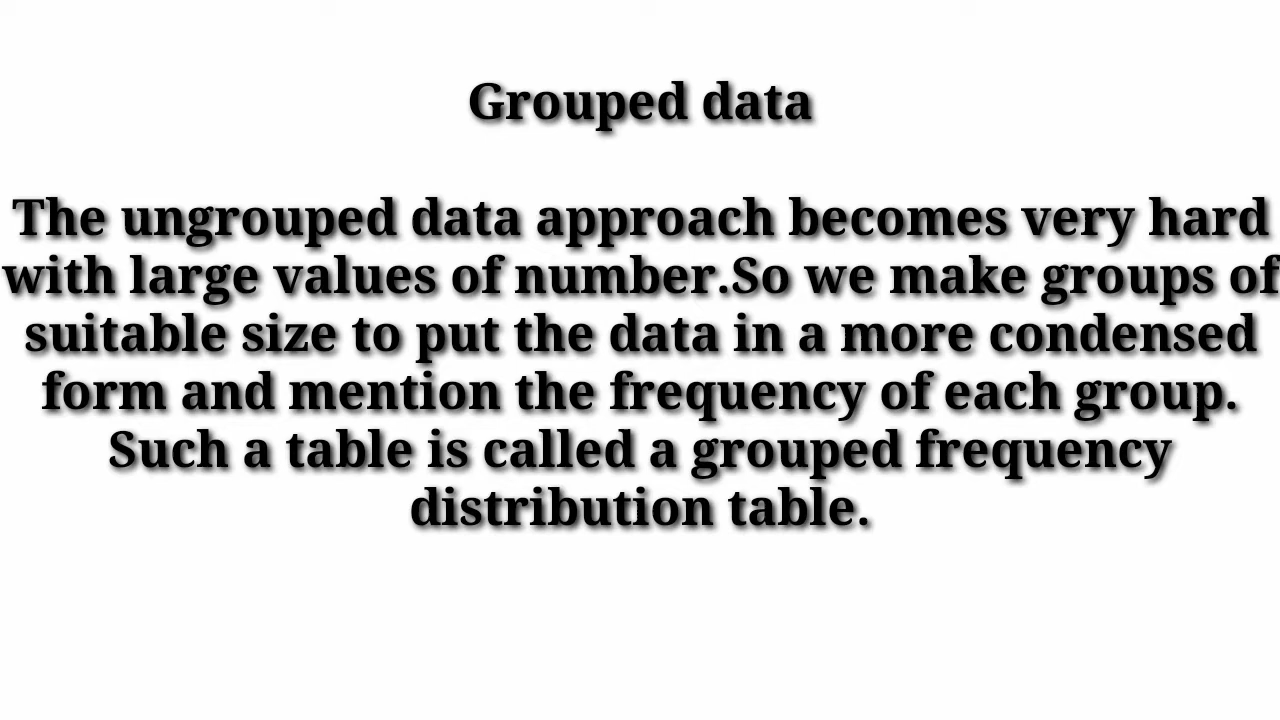 Grouped data
The ungrouped data approach becomes very hard
with large values of number.So we make groups of
suitable size to put the data in a more condensed
form and mention the frequency of each group.
Such a table is called a grouped frequency
distribution table.